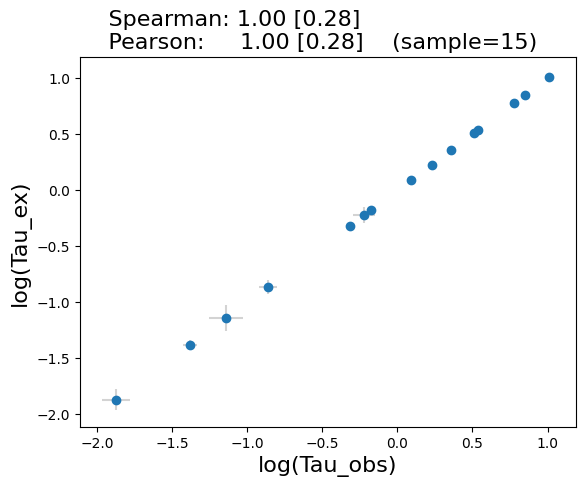 Spearman: 1.00 [0.28]
Pearson: 1.00 [0.28] (sample=15)
1.0
0.5
0.0
−0.5
−1.0
−1.5
−2.0
log(Tau_ex)
−2.0 −1.5 −1.0 −0.5 0.0 0.5 1.0
log(Tau_obs)